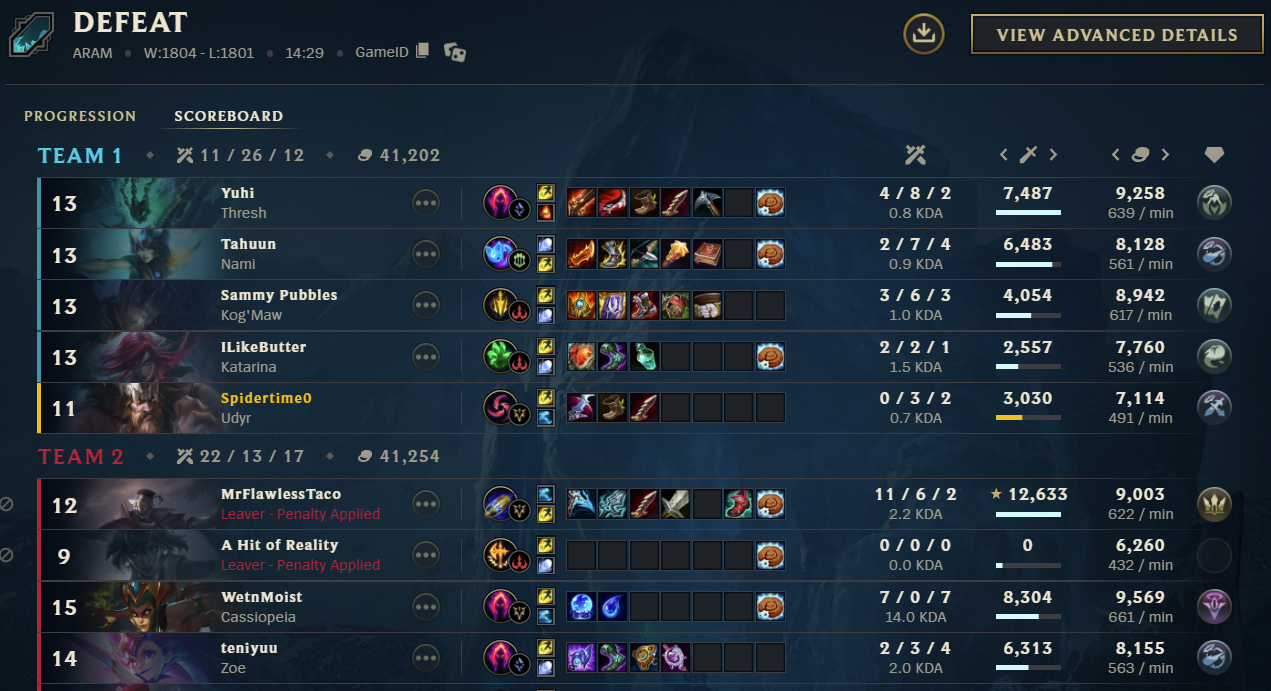 DEFEAT
ARAM • W:1804 - L:1801 • 14:29 • GameID
VIEW ADVANCED DETAILS
PROGRESSION SCOREBOARD
TEAM 1 11 / 26 / 12 41,202
13 Yuhi 4 / 8 / 2 7,487 9,258
Thresh 0.8 KDA 639 / min
13 Tahuun 2 / 7 / 4 6,483 8,128
Nami 0.9 KDA 561 / min
13 Sammy Pubbles 3 / 6 / 3 4,054 8,942
Kog'Maw 1.0 KDA 617 / min
13 ILikeButter 2 / 2 / 1 2,557 7,760
Katarina 1.5 KDA 536 / min
11 Spidertime0 0 / 3 / 2 3,030 7,114
Udyr 0.7 KDA 491 / min
TEAM 2 22 / 13 / 17 41,254
12 MrFlawlessTaco 11 / 6 / 2 12,633 9,003
Leaver - Penalty Applied 2.2 KDA 622 / min
9 A Hit of Reality 0 / 0 / 0 0 6,260
Leaver - Penalty Applied 0.0 KDA 432 / min
15 WetnMoist 7 / 0 / 7 8,304 9,569
Cassiopeia 14.0 KDA 661 / min
14 teniyuu 2 / 3 / 4 6,313 8,155
Zoe 2.0 KDA 563 / min